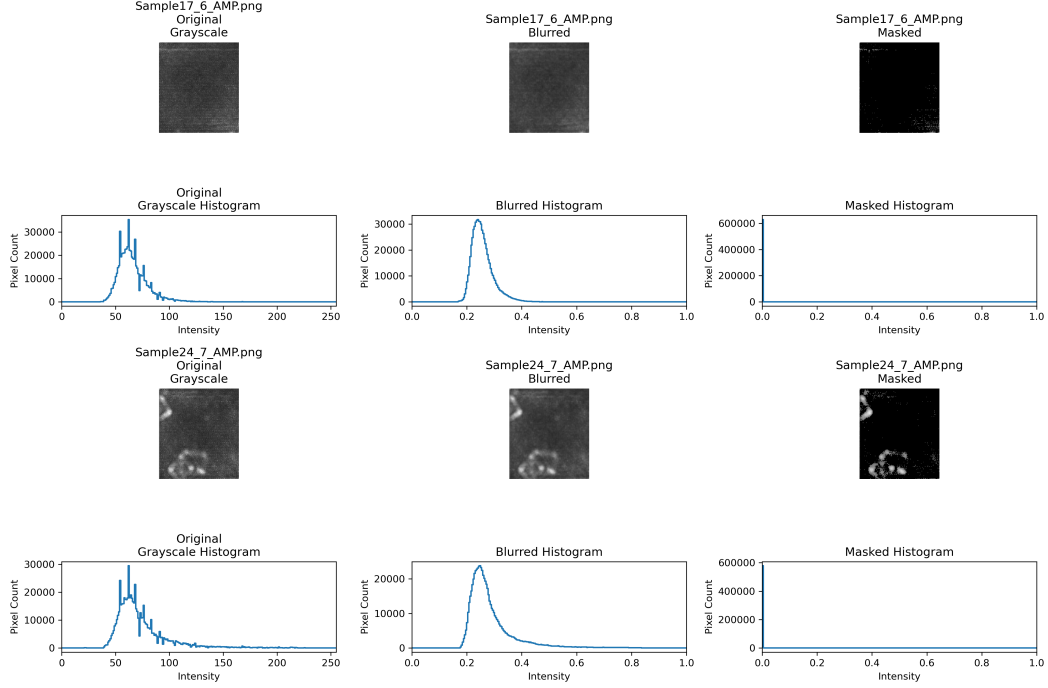 Sample17_6_AMP.png
Original
Grayscale
Sample17_6_AMP.png
Blurred
Sample17_6_AMP.png
Masked
Original
Grayscale Histogram
Pixel Count
30000
20000
10000
0
0 50 100 150 200 250
Intensity
Blurred Histogram
Pixel Count
30000
20000
10000
0
0.0 0.2 0.4 0.6 0.8 1.0
Intensity
Masked Histogram
Pixel Count
600000
400000
200000
0
0.0 0.2 0.4 0.6 0.8 1.0
Intensity
Sample24_7_AMP.png
Original
Grayscale
Sample24_7_AMP.png
Blurred
Sample24_7_AMP.png
Masked
Original
Grayscale Histogram
Pixel Count
30000
20000
10000
0
0 50 100 150 200 250
Intensity
Blurred Histogram
Pixel Count
20000
10000
0
0.0 0.2 0.4 0.6 0.8 1.0
Intensity
Masked Histogram
Pixel Count
600000
400000
200000
0
0.0 0.2 0.4 0.6 0.8 1.0
Intensity